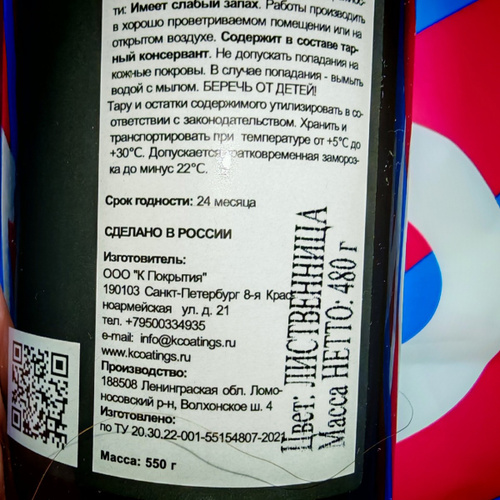 ти: Имеет слабый запах. Работы производить
в хорошо проветриваемом помещении или на
открытом воздухе. Содержит в составе тар-
ный консервант. Не допускать попадания на
кожные покровы. В случае попадания - вымыть
водой с мылом. БЕРЕЧЬ ОТ ДЕТЕЙ!
Тару и остатки содержимого утилизировать в со-
ответствии с законодательством. Хранить и
транспортировать при температуре от +5°С до
+30°С. Допускается кратковременная замороз-
ка до минус 22°С.
Срок годности: 24 месяца
СДЕЛАНО В РОССИИ
Изготовитель:
ООО "К Покрытия"
190103 Санкт-Петербург 8-я Крас
ноармейская ул. д. 21
тел. +79500334935
e-mail: info@kcoatings.ru
www.kcoatings.ru
Производство:
188508 Ленинградская обл. Ломо-
носовский р-н, Волхонское ш. 4
Изготовлено:
по ТУ 20.30.22-001-55154807-2021
Масса: 550 г
Цвет: ЛИСТВЕННИЦА
Масса НЕТТО: 480 г